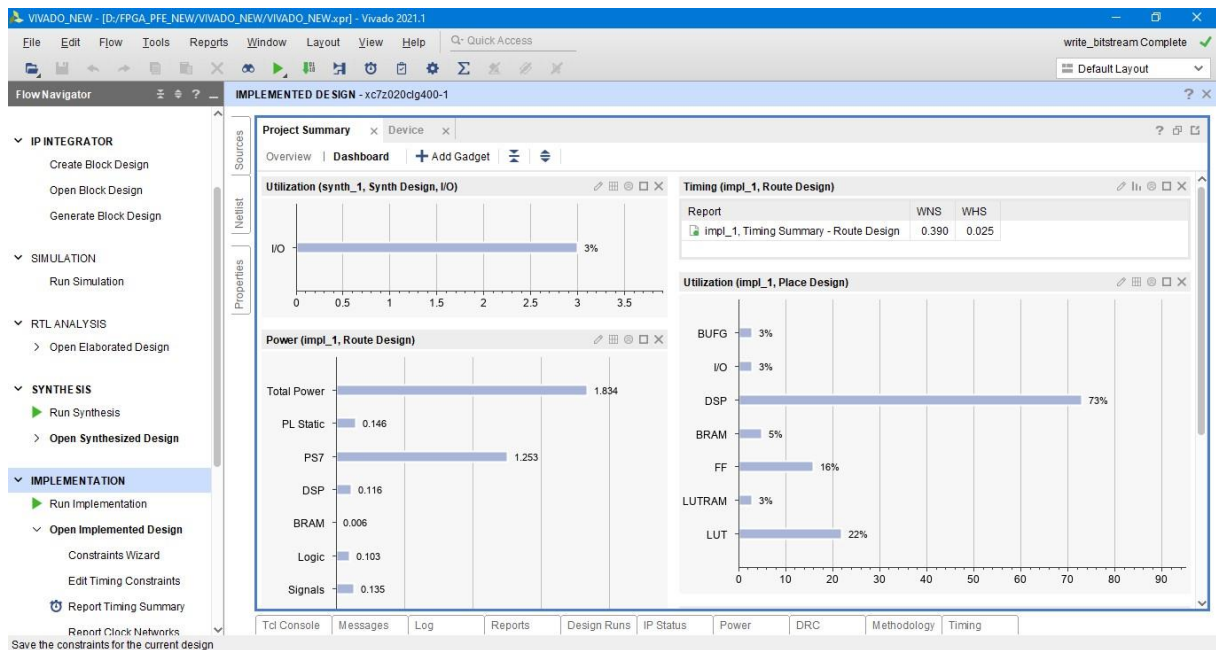 VIVADO_NEW - [D:/FPGA_PFE_NEW/VIVADO_NEW/VIVADO_NEW.xpr] - Vivado 2021.1
File Edit Flow Tools Reports Window Layout View Help Q- Quick Access write_bitstream Complete
Default Layout
Flow Navigator
IMPLEMENTED DESIGN - xc7z020clg400-1
IP INTEGRATOR
Create Block Design
Open Block Design
Generate Block Design
SIMULATION
Run Simulation
RTL ANALYSIS
Open Elaborated Design
SYNTHESIS
Run Synthesis
Open Synthesized Design
IMPLEMENTATION
Run Implementation
Open Implemented Design
Constraints Wizard
Edit Timing Constraints
Report Timing Summary
Report Clock Networks
Sources
Netlist
Properties
Project Summary Device
Overview | Dashboard Add Gadget
Utilization (synth_1, Synth Design, I/O)
I/O 3%
0 0.5 1 1.5 2 2.5 3 3.5
Power (impl_1, Route Design)
Total Power 1.834
PL Static 0.146
PS7 1.253
DSP 0.116
BRAM 0.006
Logic 0.103
Signals 0.135
Timing (impl_1, Route Design)
Report WNS WHS
impl_1, Timing Summary - Route Design 0.390 0.025
Utilization (impl_1, Place Design)
BUFG 3%
I/O 3%
DSP 73%
BRAM 5%
FF 16%
LUTRAM 3%
LUT 22%
0 10 20 30 40 50 60 70 80 90
Tcl Console Messages Log Reports Design Runs IP Status Power DRC Methodology Timing
Save the constraints for the current design